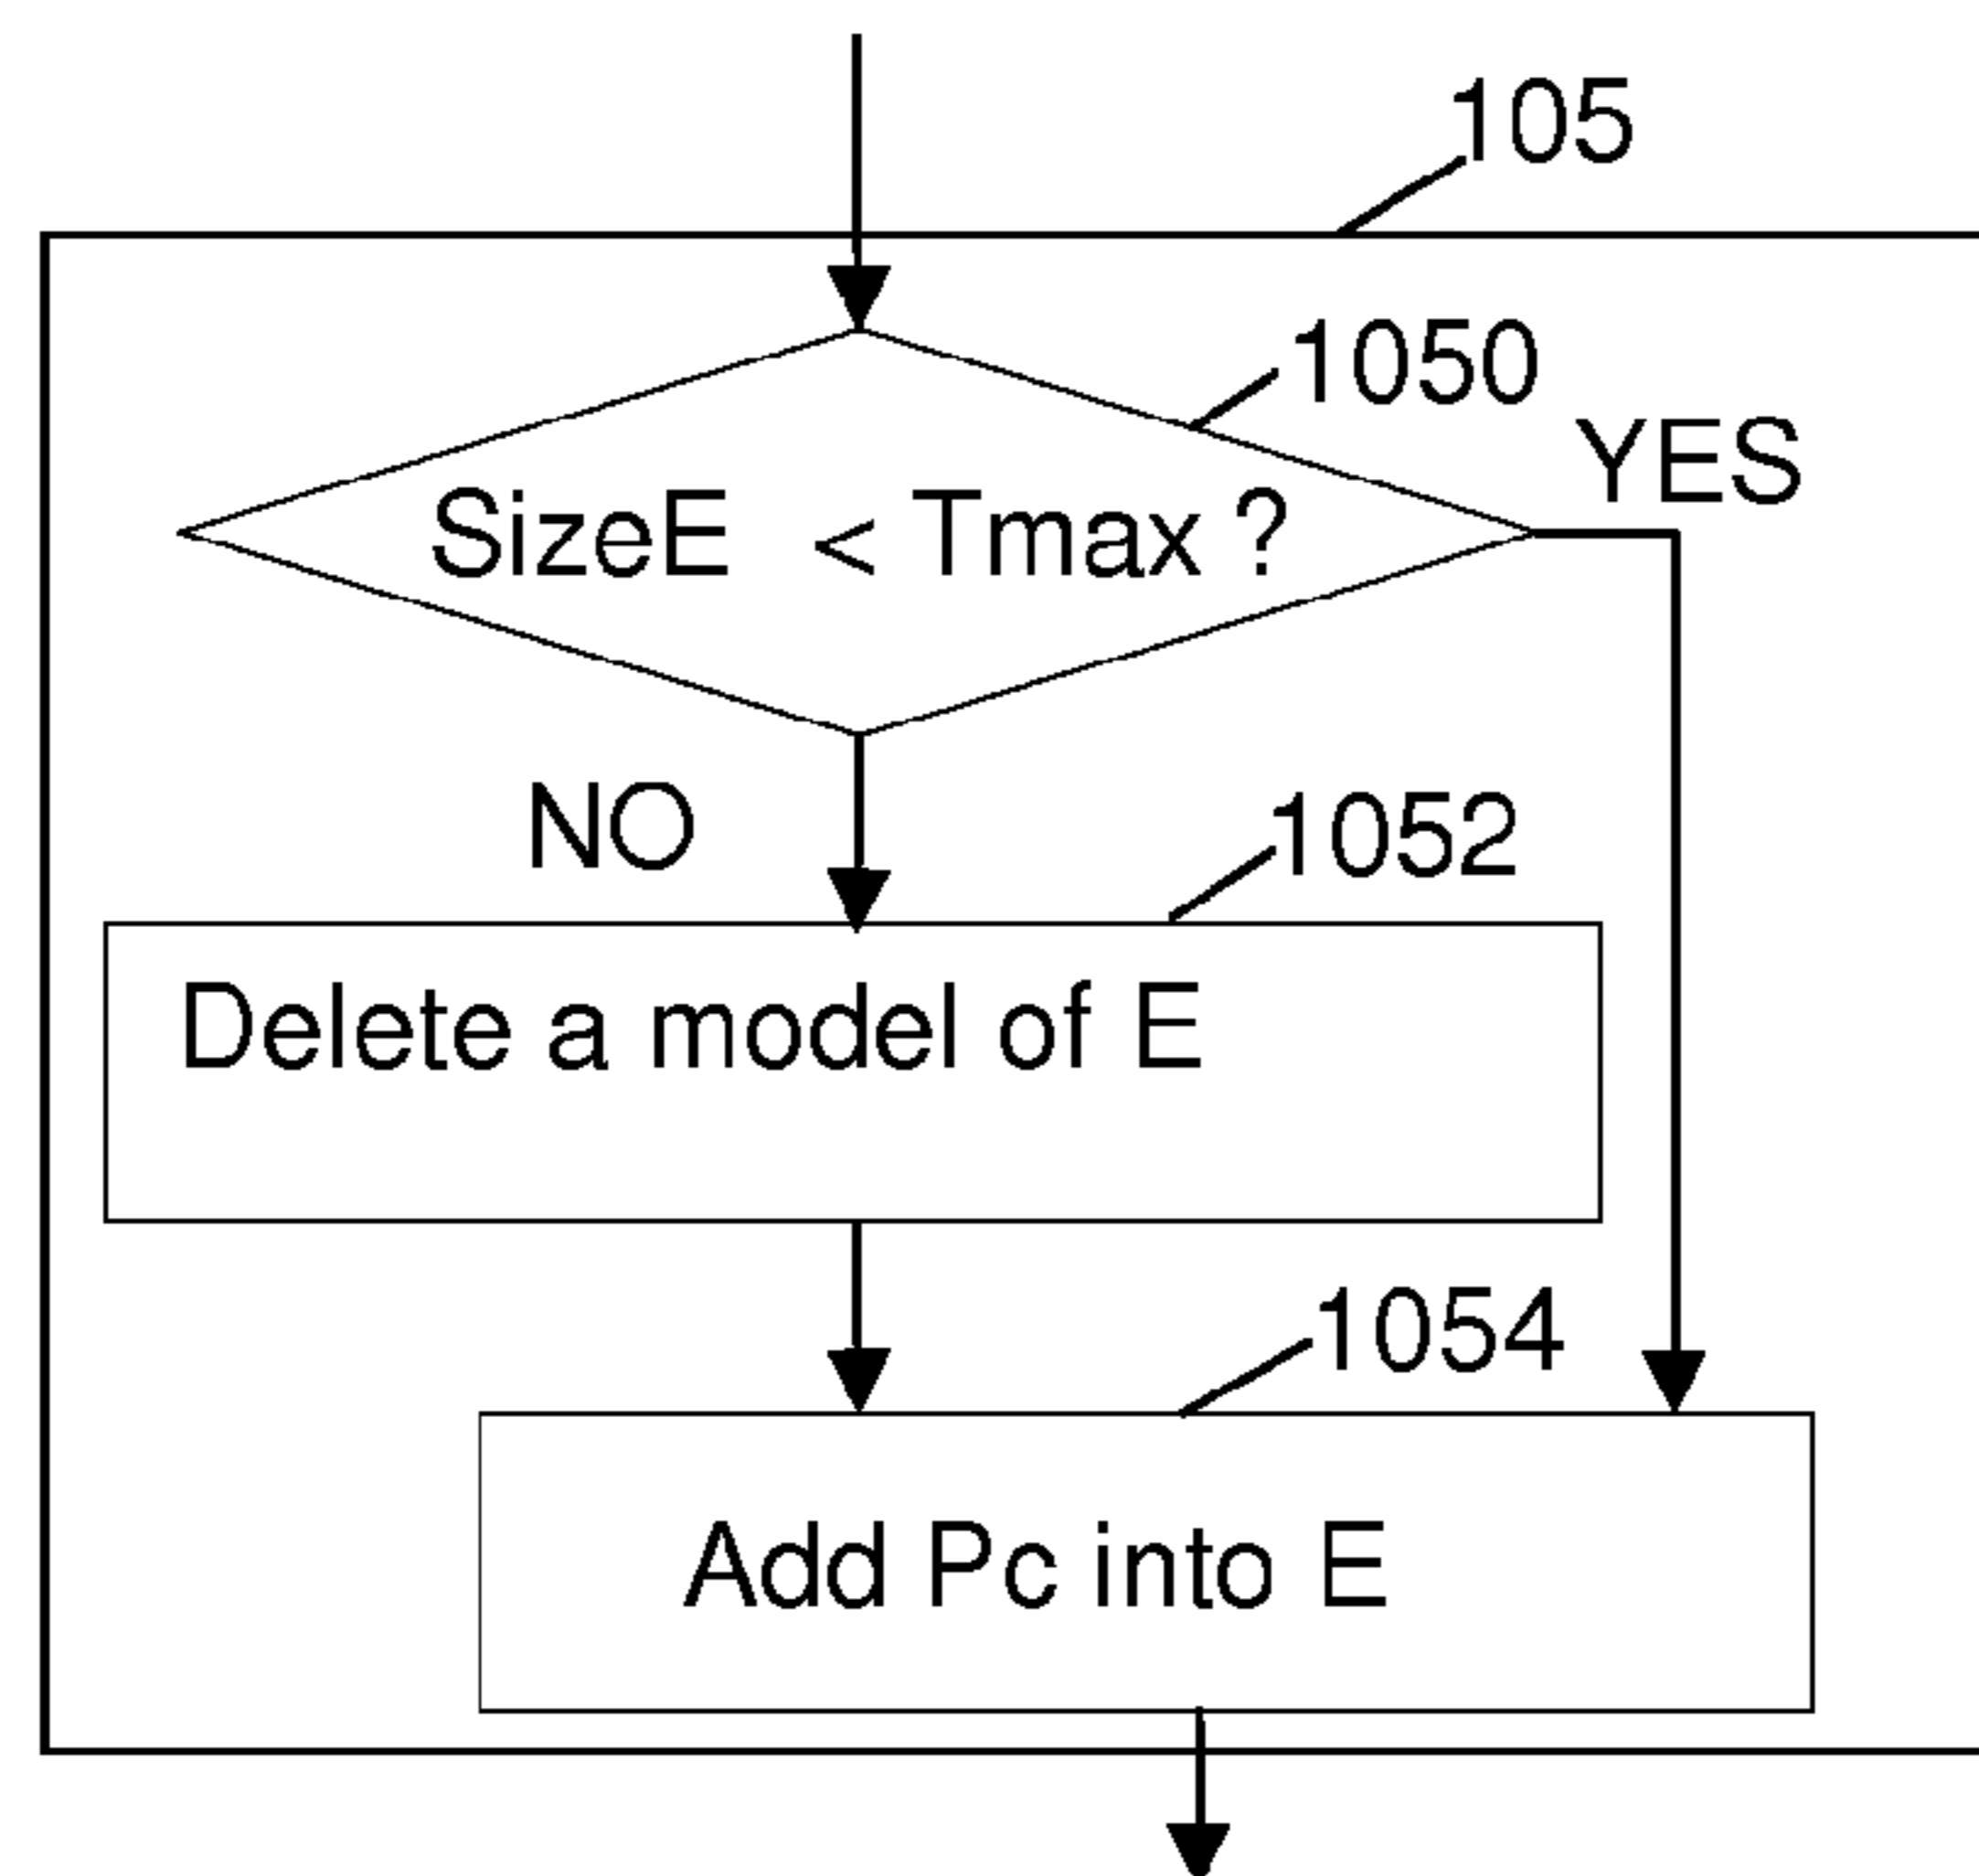 105
1050
YES
SizeE < Tmax ?
NO
1052
Delete a model of E
1054
Add Pc into E